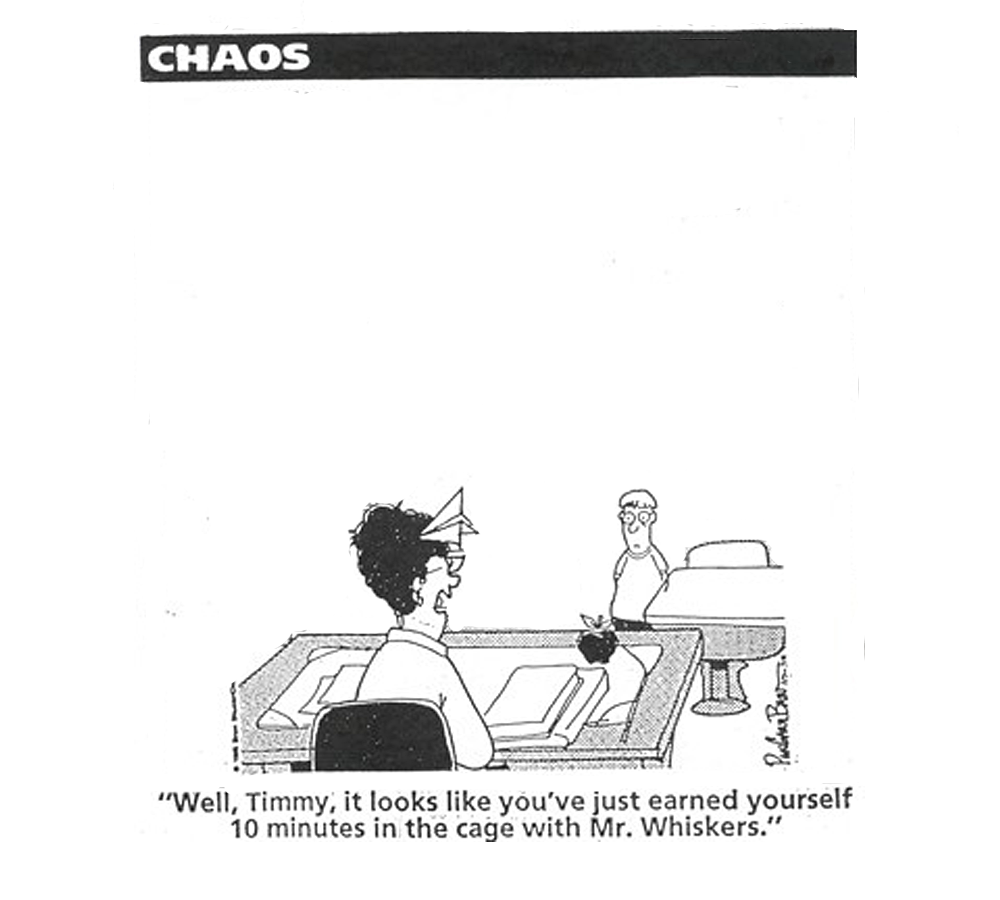 CHAOS
“Well, Timmy, it looks like you’ve just earned yourself
10 minutes in the cage with Mr. Whiskers.”